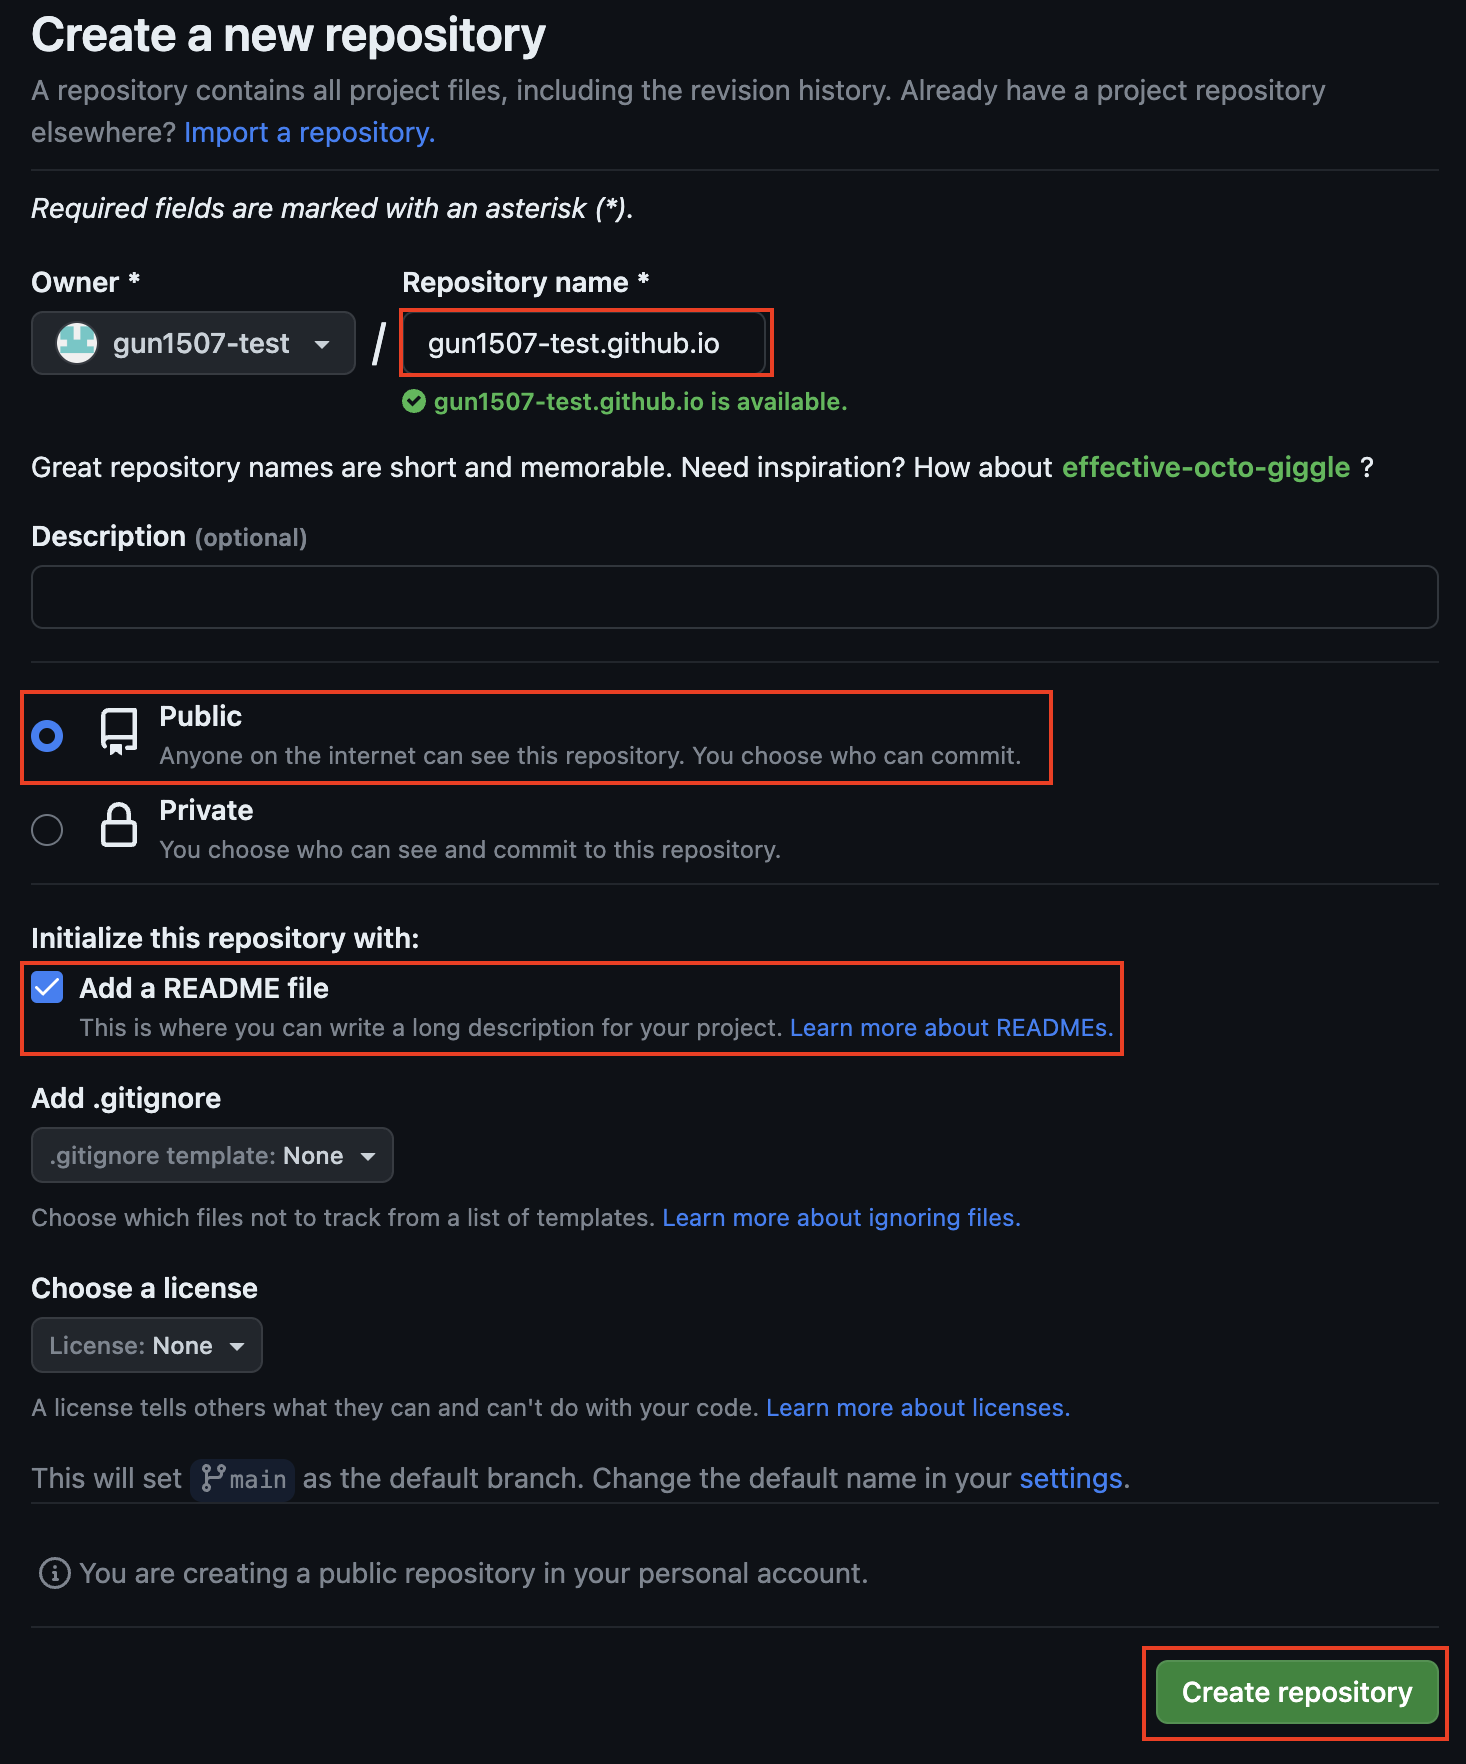 Create a new repository
A repository contains all project files, including the revision history. Already have a project repository
elsewhere? Import a repository.
Required fields are marked with an asterisk (*).
Owner *
Repository name *
gun1507-test
/
gun1507-test.github.io
gun1507-test.github.io is available.
Great repository names are short and memorable. Need inspiration? How about effective-octo-giggle ?
Description (optional)
Public
Anyone on the internet can see this repository. You choose who can commit.
Private
You choose who can see and commit to this repository.
Initialize this repository with:
Add a README file
This is where you can write a long description for your project. Learn more about READMEs.
Add .gitignore
.gitignore template: None
Choose which files not to track from a list of templates. Learn more about ignoring files.
Choose a license
License: None
A license tells others what they can and can't do with your code. Learn more about licenses.
This will set main as the default branch. Change the default name in your settings.
You are creating a public repository in your personal account.
Create repository